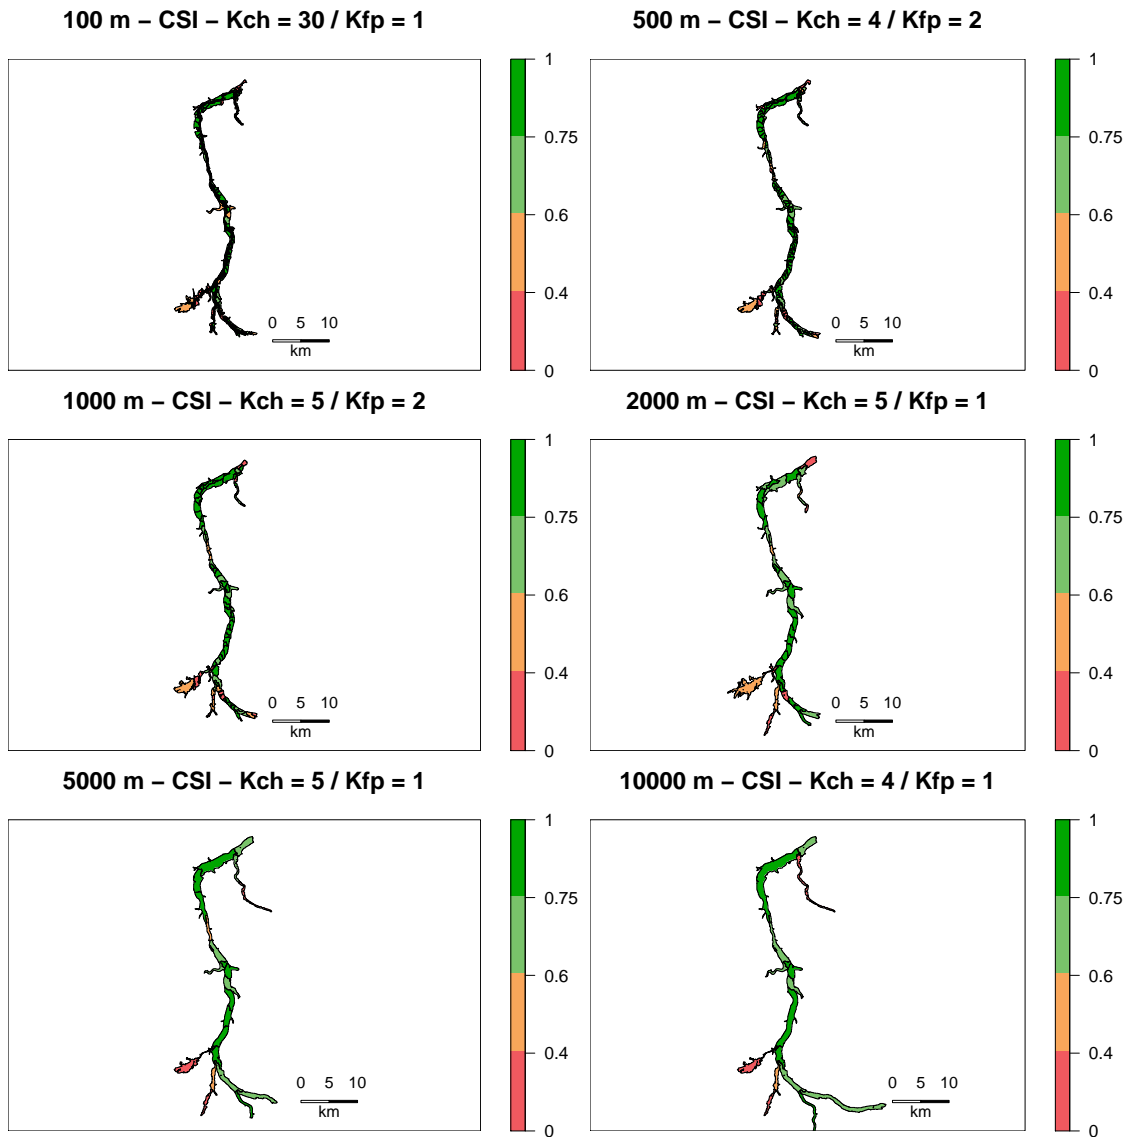 100 m – CSI – Kch = 30 / Kfp = 1
500 m – CSI – Kch = 4 / Kfp = 2
1
0.75
0.6
0.4
0
0 5 10
km
1
0.75
0.6
0.4
0
0 5 10
km
1000 m – CSI – Kch = 5 / Kfp = 2
2000 m – CSI – Kch = 5 / Kfp = 1
1
0.75
0.6
0.4
0
0 5 10
km
1
0.75
0.6
0.4
0
0 5 10
km
5000 m – CSI – Kch = 5 / Kfp = 1
10000 m – CSI – Kch = 4 / Kfp = 1
1
0.75
0.6
0.4
0
0 5 10
km
1
0.75
0.6
0.4
0
0 5 10
km